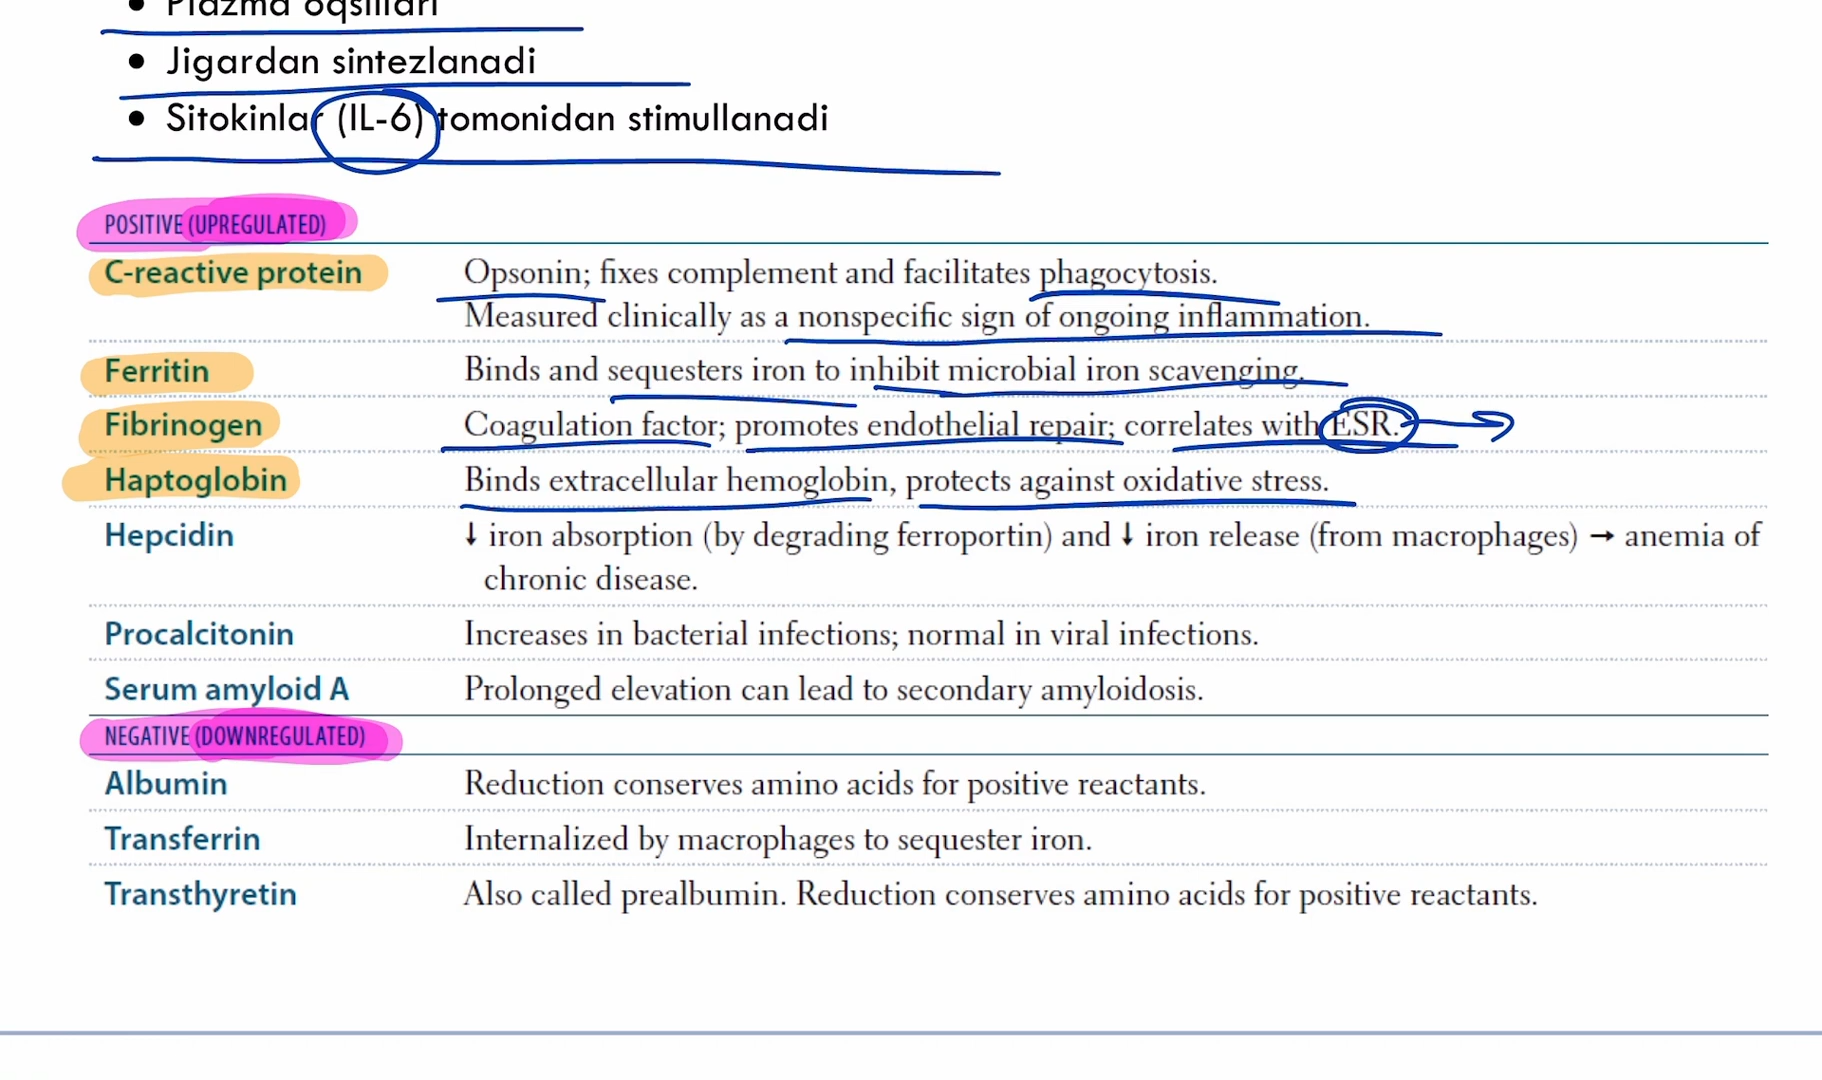 • Plazma oqsillari
• Jigardan sintezlanadi
• Sitokinlar (IL-6) tomonidan stimullanadi
POSITIVE (UPREGULATED)
C-reactive protein Opsonin; fixes complement and facilitates phagocytosis.
Measured clinically as a nonspecific sign of ongoing inflammation.
Ferritin Binds and sequesters iron to inhibit microbial iron scavenging.
Fibrinogen Coagulation factor; promotes endothelial repair; correlates with ESR.
Haptoglobin Binds extracellular hemoglobin, protects against oxidative stress.
Hepcidin ↓ iron absorption (by degrading ferroportin) and ↓ iron release (from macrophages) → anemia of
chronic disease.
Procalcitonin Increases in bacterial infections; normal in viral infections.
Serum amyloid A Prolonged elevation can lead to secondary amyloidosis.
NEGATIVE (DOWNREGULATED)
Albumin Reduction conserves amino acids for positive reactants.
Transferrin Internalized by macrophages to sequester iron.
Transthyretin Also called prealbumin. Reduction conserves amino acids for positive reactants.